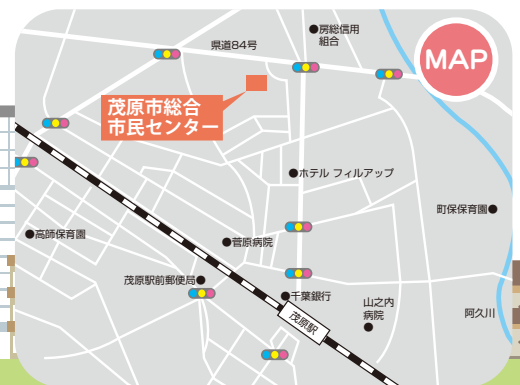 房総信用
組合
県道84号
MAP
茂原市総合
市民センター
ホテル フィルアップ
町保保育園
高師保育園
菅原病院
茂原駅前郵便局
千葉銀行
山之内
病院
阿久川
茂原駅